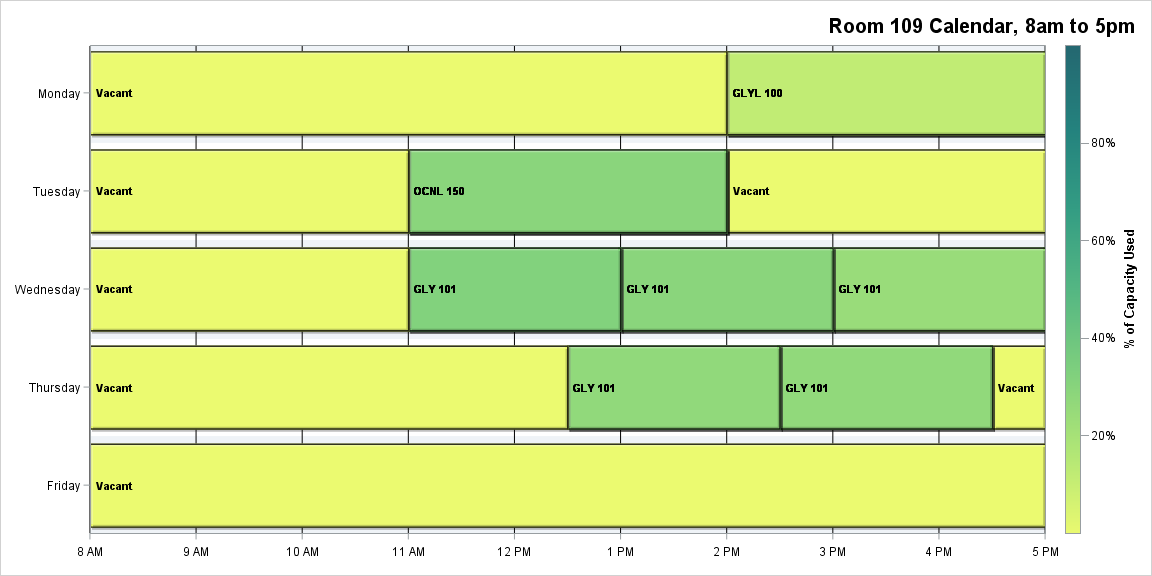 Room 109 Calendar, 8am to 5pm
Monday
Vacant
GLYL 100
Tuesday
Vacant
OCNL 150
Vacant
Wednesday
Vacant
GLY 101
GLY 101
GLY 101
Thursday
Vacant
GLY 101
GLY 101
Vacant
Friday
Vacant
8 AM
9 AM
10 AM
11 AM
12 PM
1 PM
2 PM
3 PM
4 PM
5 PM
80%
60%
40%
20%
% of Capacity Used